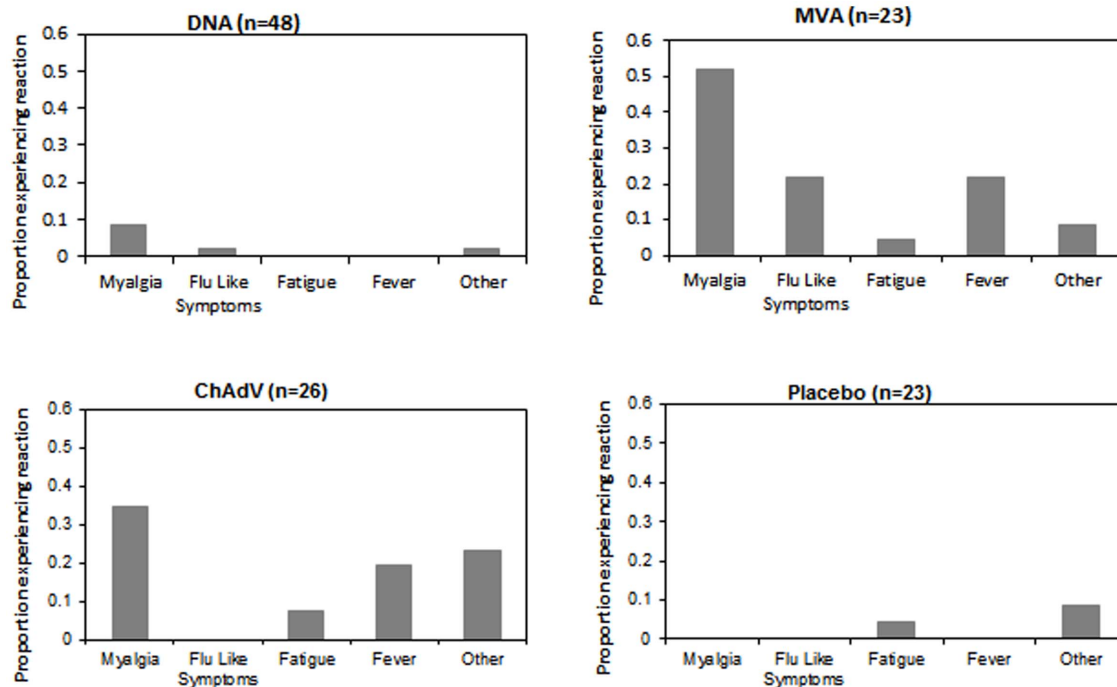 DNA (n=48)
Proportion experiencing reaction
0.6
0.5
0.4
0.3
0.2
0.1
0
Myalgia Flu Like Fatigue Fever Other
Symptoms
MVA (n=23)
Proportion experiencing reaction
0.6
0.5
0.4
0.3
0.2
0.1
0
Myalgia Flu Like Fatigue Fever Other
Symptoms
ChAdV (n=26)
Proportion experiencing reaction
0.6
0.5
0.4
0.3
0.2
0.1
0
Myalgia Flu Like Fatigue Fever Other
Symptoms
Placebo (n=23)
Proportion experiencing reaction
0.6
0.5
0.4
0.3
0.2
0.1
0
Myalgia Flu Like Fatigue Fever Other
Symptoms